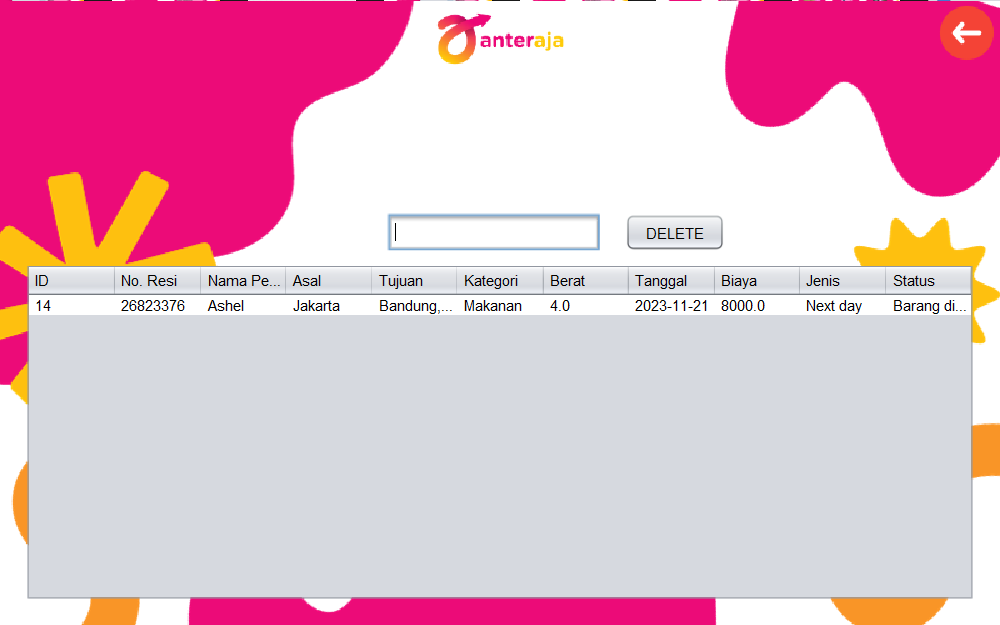 anteraja
DELETE
ID No. Resi Nama Pe... Asal Tujuan Kategori Berat Tanggal Biaya Jenis Status
14 26823376 Ashel Jakarta Bandung,... Makanan 4.0 2023-11-21 8000.0 Next day Barang di...